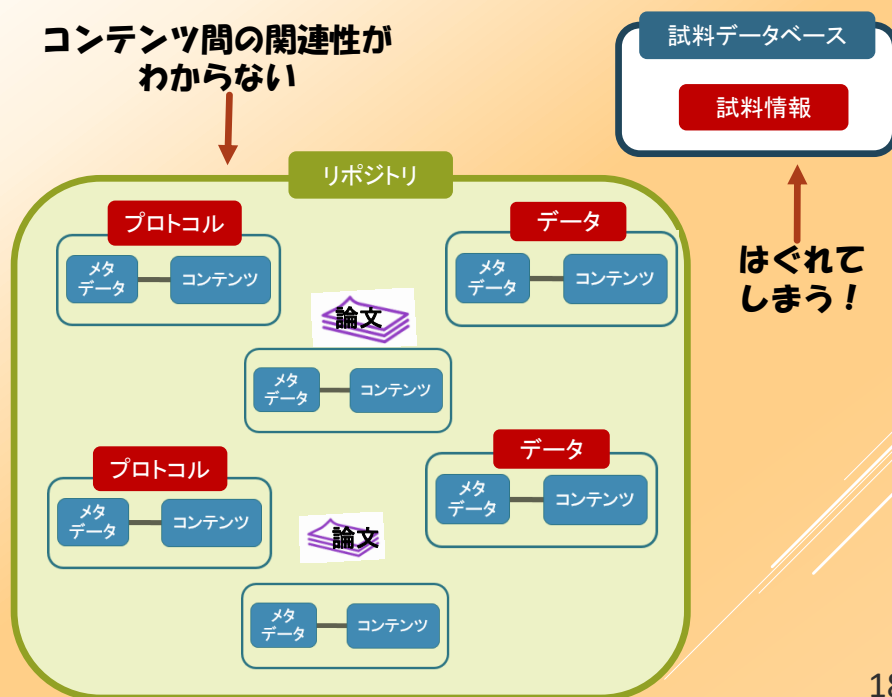 コンテンツ間の関連性が
わからない
試料データベース
試料情報
はぐれて
しまう！
リポジトリ
プロトコル
メタ
データ
コンテンツ
データ
メタ
データ
コンテンツ
論文
メタ
データ
コンテンツ
プロトコル
メタ
データ
コンテンツ
データ
メタ
データ
コンテンツ
論文
メタ
データ
コンテンツ